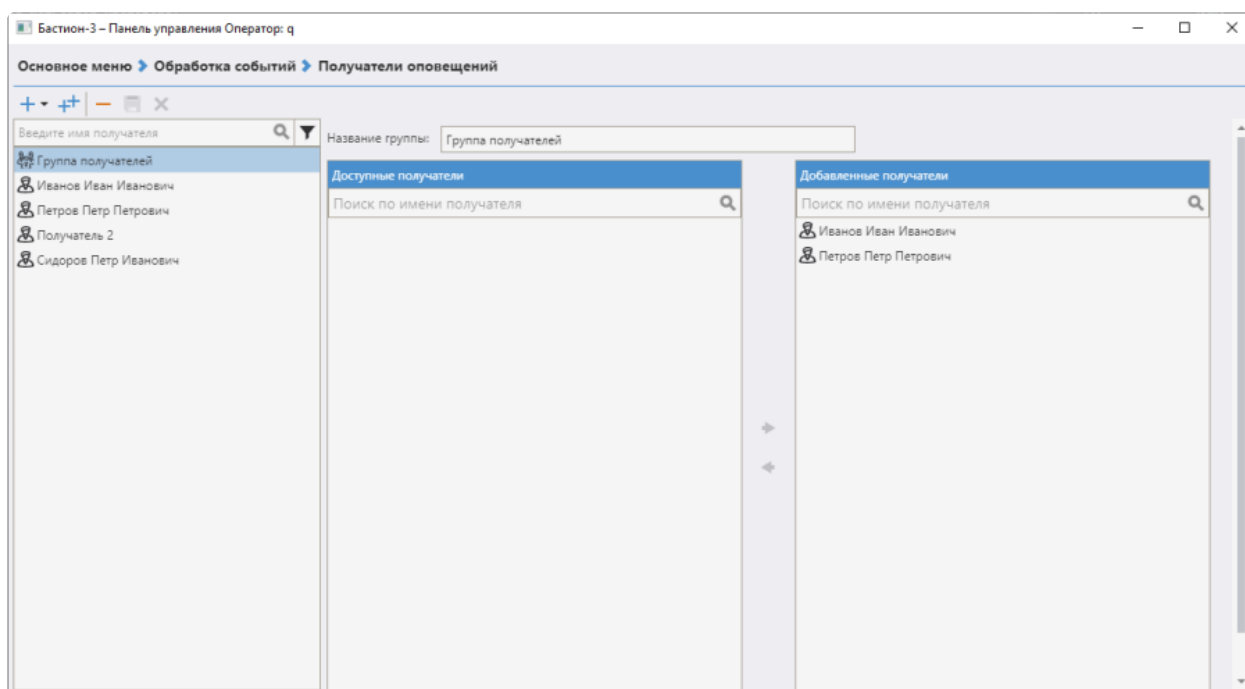 Бастион-3 – Панель управления Оператор: q
Основное меню Обработка событий Получатели оповещений
Введите имя получателя
Группа получателей
Иванов Иван Иванович
Петров Петр Петрович
Получатель 2
Сидоров Петр Иванович
Название группы: Группа получателей
Доступные получатели
Поиск по имени получателя
Добавленные получатели
Поиск по имени получателя
Иванов Иван Иванович
Петров Петр Петрович